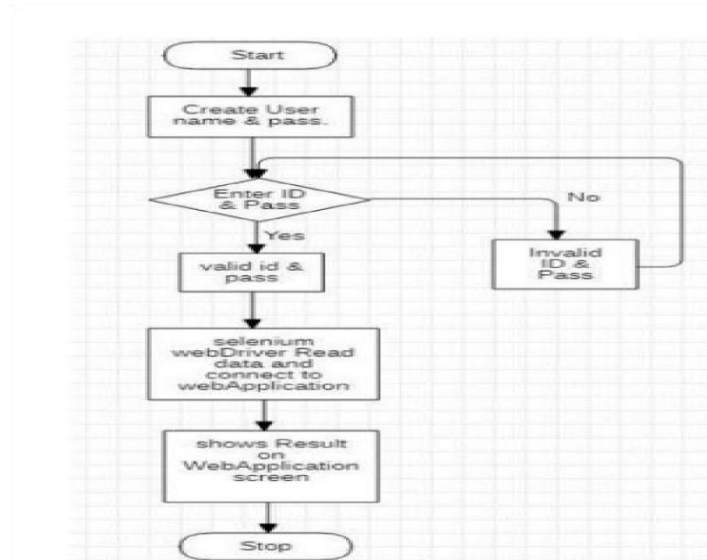 Start
Create User
name & pass.
Enter ID
& Pass
No
Yes
valid id &
pass
Invalid
ID &
Pass
selenium
webDriver Read
data and
connect to
webApplication
shows Result
on
WebApplication
screen
Stop